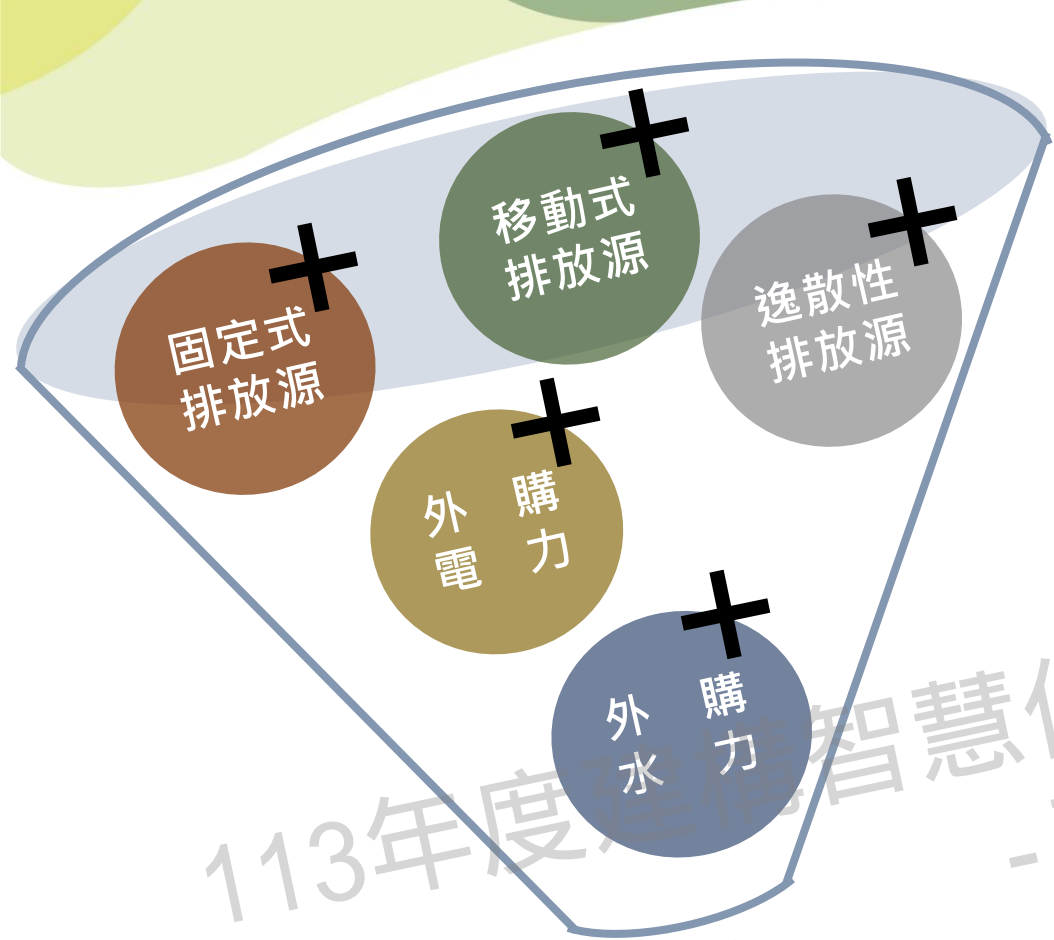 移動式
排放源
固定式
排放源
逸散性
排放源
外 購
電 力
外 購
水 力
113年度建構智慧